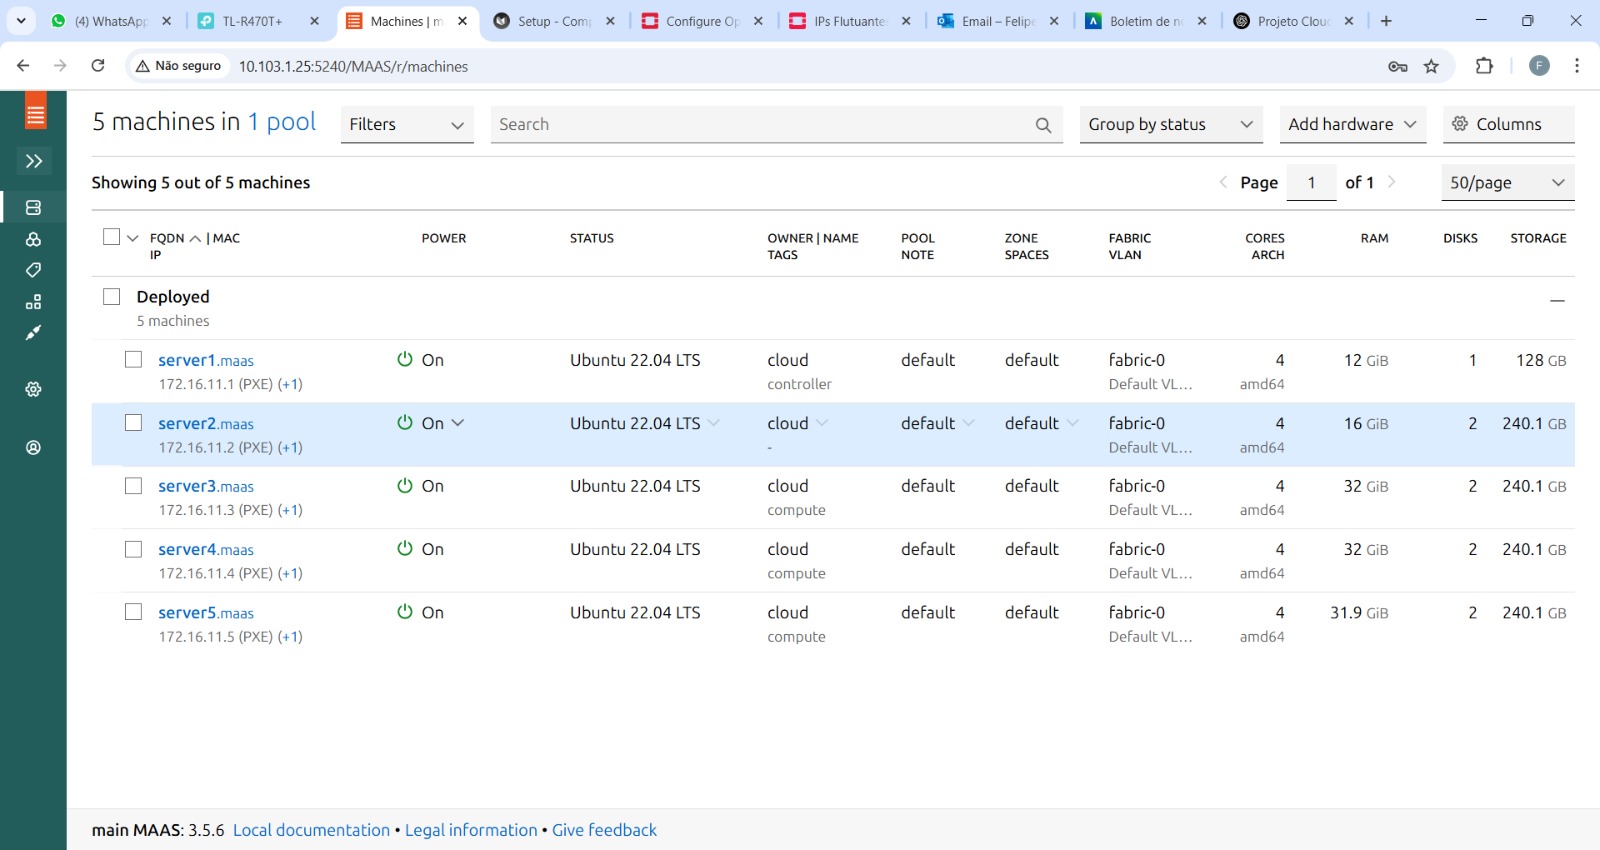 (4) WhatsApp
TL-R470T+
Machines | m
Setup - Comp
Configure Op
IPs Flutuante
Email – Felipe
Boletim de no
Projeto Cloud
Não seguro
10.103.1.25:5240/MAAS/r/machines
F
5 machines in 1 pool
Filters
Search
Group by status
Add hardware
Columns
Showing 5 out of 5 machines
Page 1 of 1
50/page
FQDN | MAC POWER STATUS OWNER | NAME POOL ZONE FABRIC CORES RAM DISKS STORAGE
IP TAGS NOTE SPACES VLAN ARCH
Deployed
5 machines
server1.maas On Ubuntu 22.04 LTS cloud default default fabric-0 4 12 GiB 1 128 GB
172.16.11.1 (PXE) (+1) controller Default VL... amd64
server2.maas On Ubuntu 22.04 LTS cloud default default fabric-0 4 16 GiB 2 240.1 GB
172.16.11.2 (PXE) (+1) - Default VL... amd64
server3.maas On Ubuntu 22.04 LTS cloud default default fabric-0 4 32 GiB 2 240.1 GB
172.16.11.3 (PXE) (+1) compute Default VL... amd64
server4.maas On Ubuntu 22.04 LTS cloud default default fabric-0 4 32 GiB 2 240.1 GB
172.16.11.4 (PXE) (+1) compute Default VL... amd64
server5.maas On Ubuntu 22.04 LTS cloud default default fabric-0 4 31.9 GiB 2 240.1 GB
172.16.11.5 (PXE) (+1) compute Default VL... amd64
main MAAS: 3.5.6 Local documentation • Legal information • Give feedback